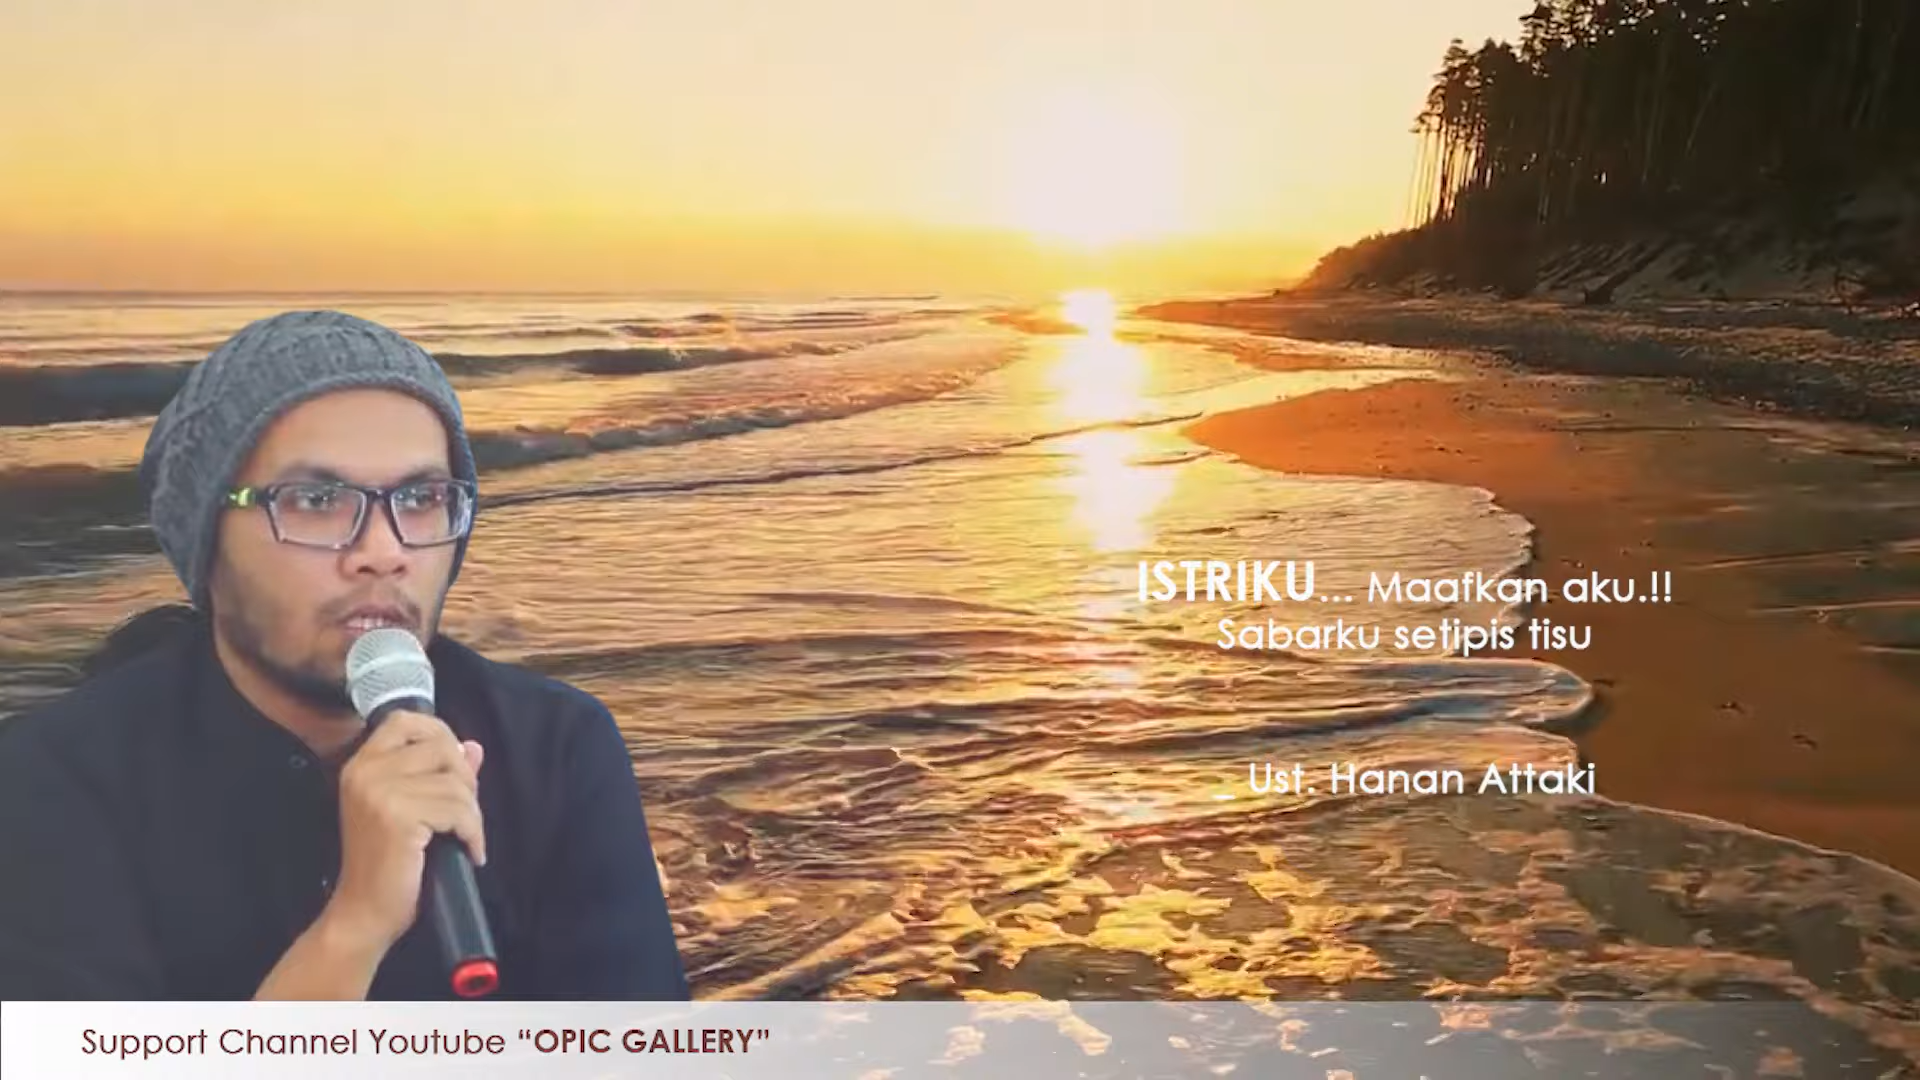 ISTRIKU... Maafkan aku.!!
Sabarku setipis tisu
_ Ust. Hanan Attaki
Support Channel Youtube “OPIC GALLERY”